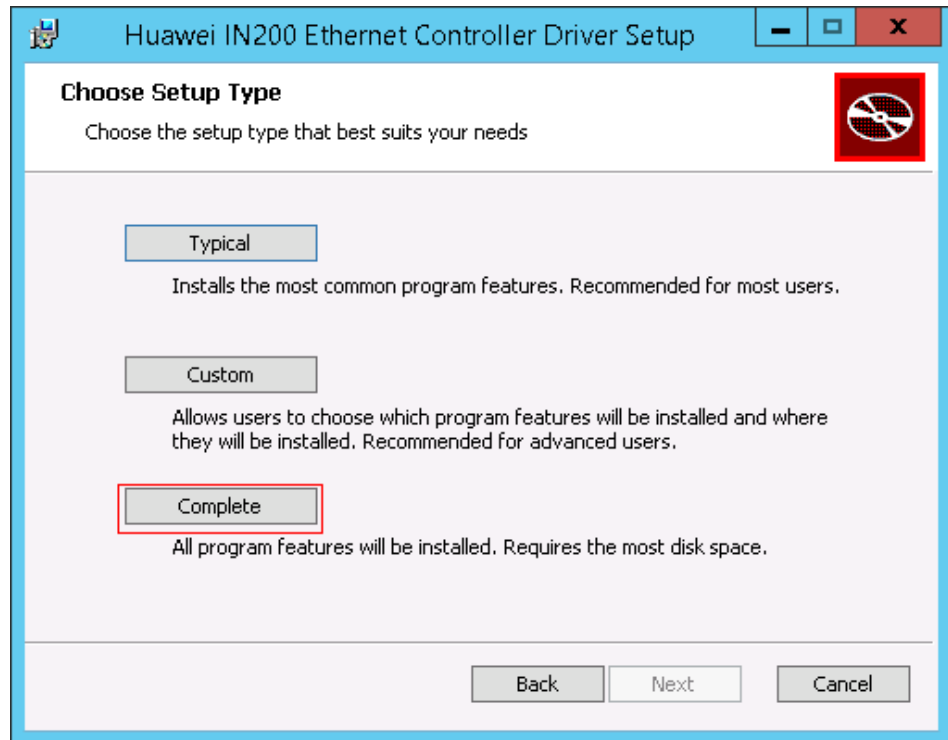 Huawei IN200 Ethernet Controller Driver Setup
Choose Setup Type
Choose the setup type that best suits your needs
Typical
Installs the most common program features. Recommended for most users.
Custom
Allows users to choose which program features will be installed and where
they will be installed. Recommended for advanced users.
Complete
All program features will be installed. Requires the most disk space.
Back Next Cancel